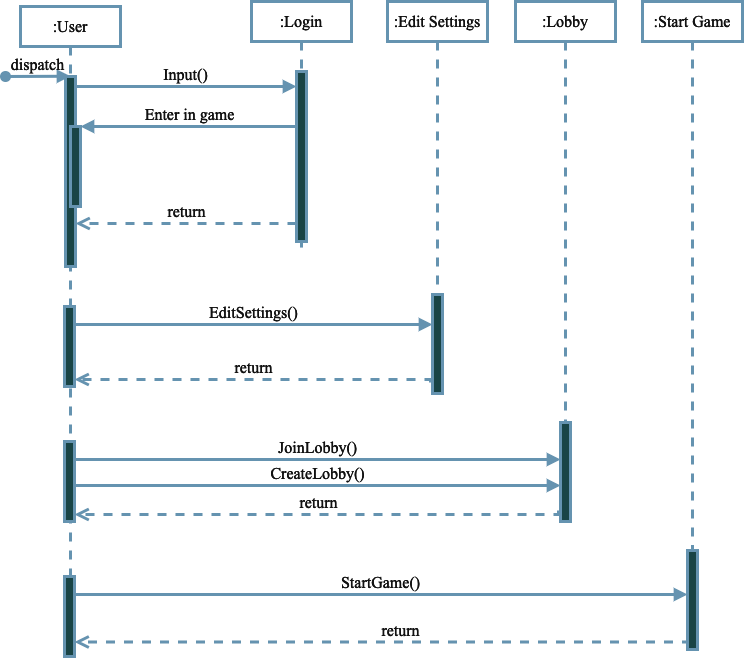 :User
:Login
:Edit Settings
:Lobby
:Start Game
dispatch
Input()
Enter in game
return
EditSettings()
return
JoinLobby()
CreateLobby()
return
StartGame()
return